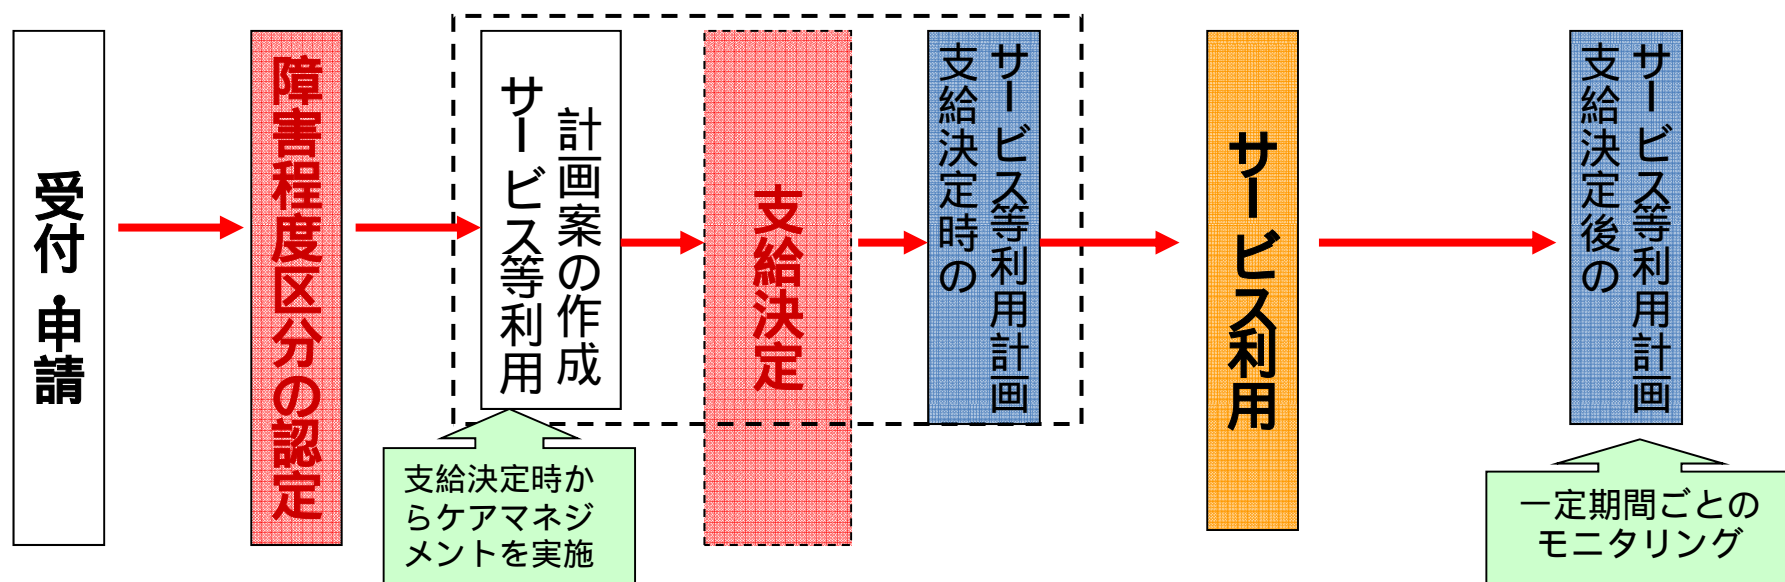 受付・申請
障害程度区分の認定
サービス等利用
計画案の作成
支給決定時か
らケアマネジ
メントを実施
支給決定
支給決定時の
サービス等利用計画
サービス利用
支給決定後の
サービス等利用計画
一定期間ごとの
モニタリング